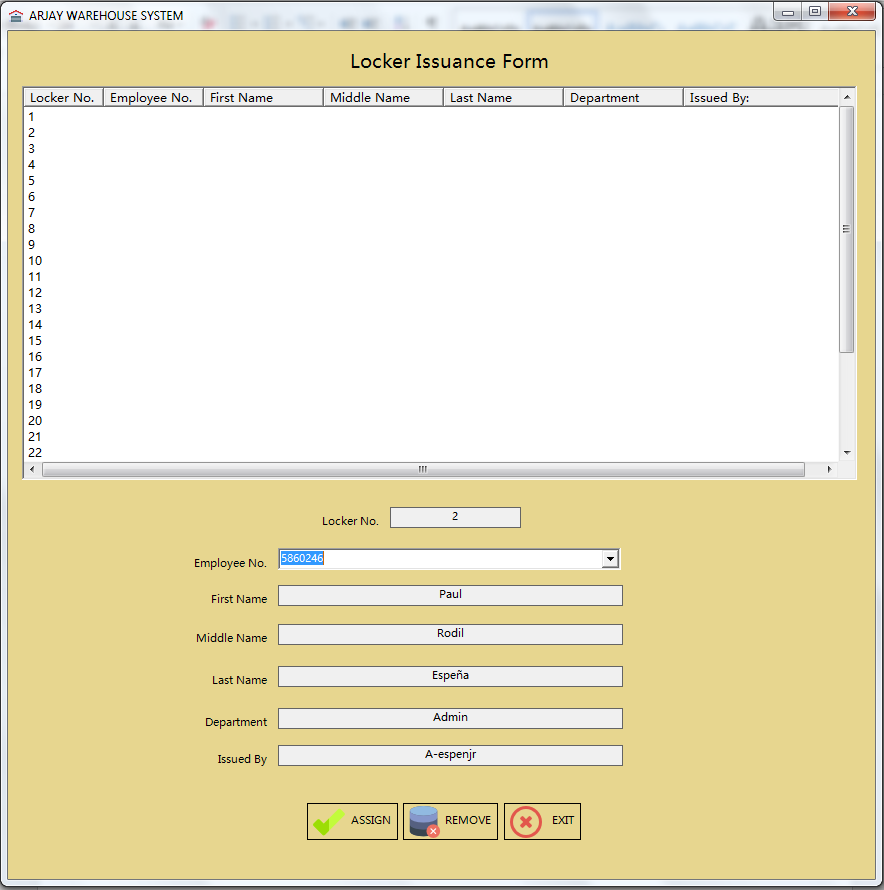 ARJAY WAREHOUSE SYSTEM
Locker Issuance Form
Locker No. Employee No. First Name Middle Name Last Name Department Issued By:
1
2
3
4
5
6
7
8
9
10
11
12
13
14
15
16
17
18
19
20
21
22
Locker No. 2
Employee No. 5860246
First Name Paul
Middle Name Rodil
Last Name Espeña
Department Admin
Issued By A-espenjr
ASSIGN REMOVE EXIT